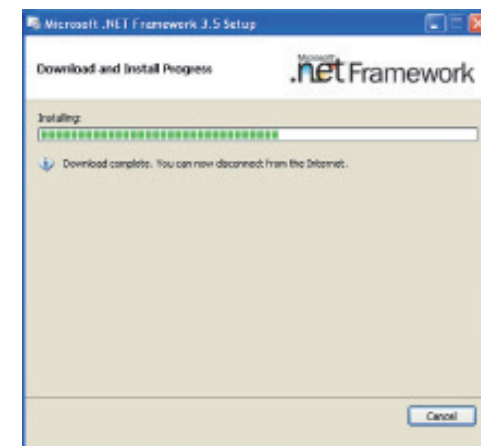 Microsoft .NET Framework 3.5 Setup
Download and Install Progress
Microsoft
.net Framework
Installing:
Download complete. You can now disconnect from the Internet.
Cancel